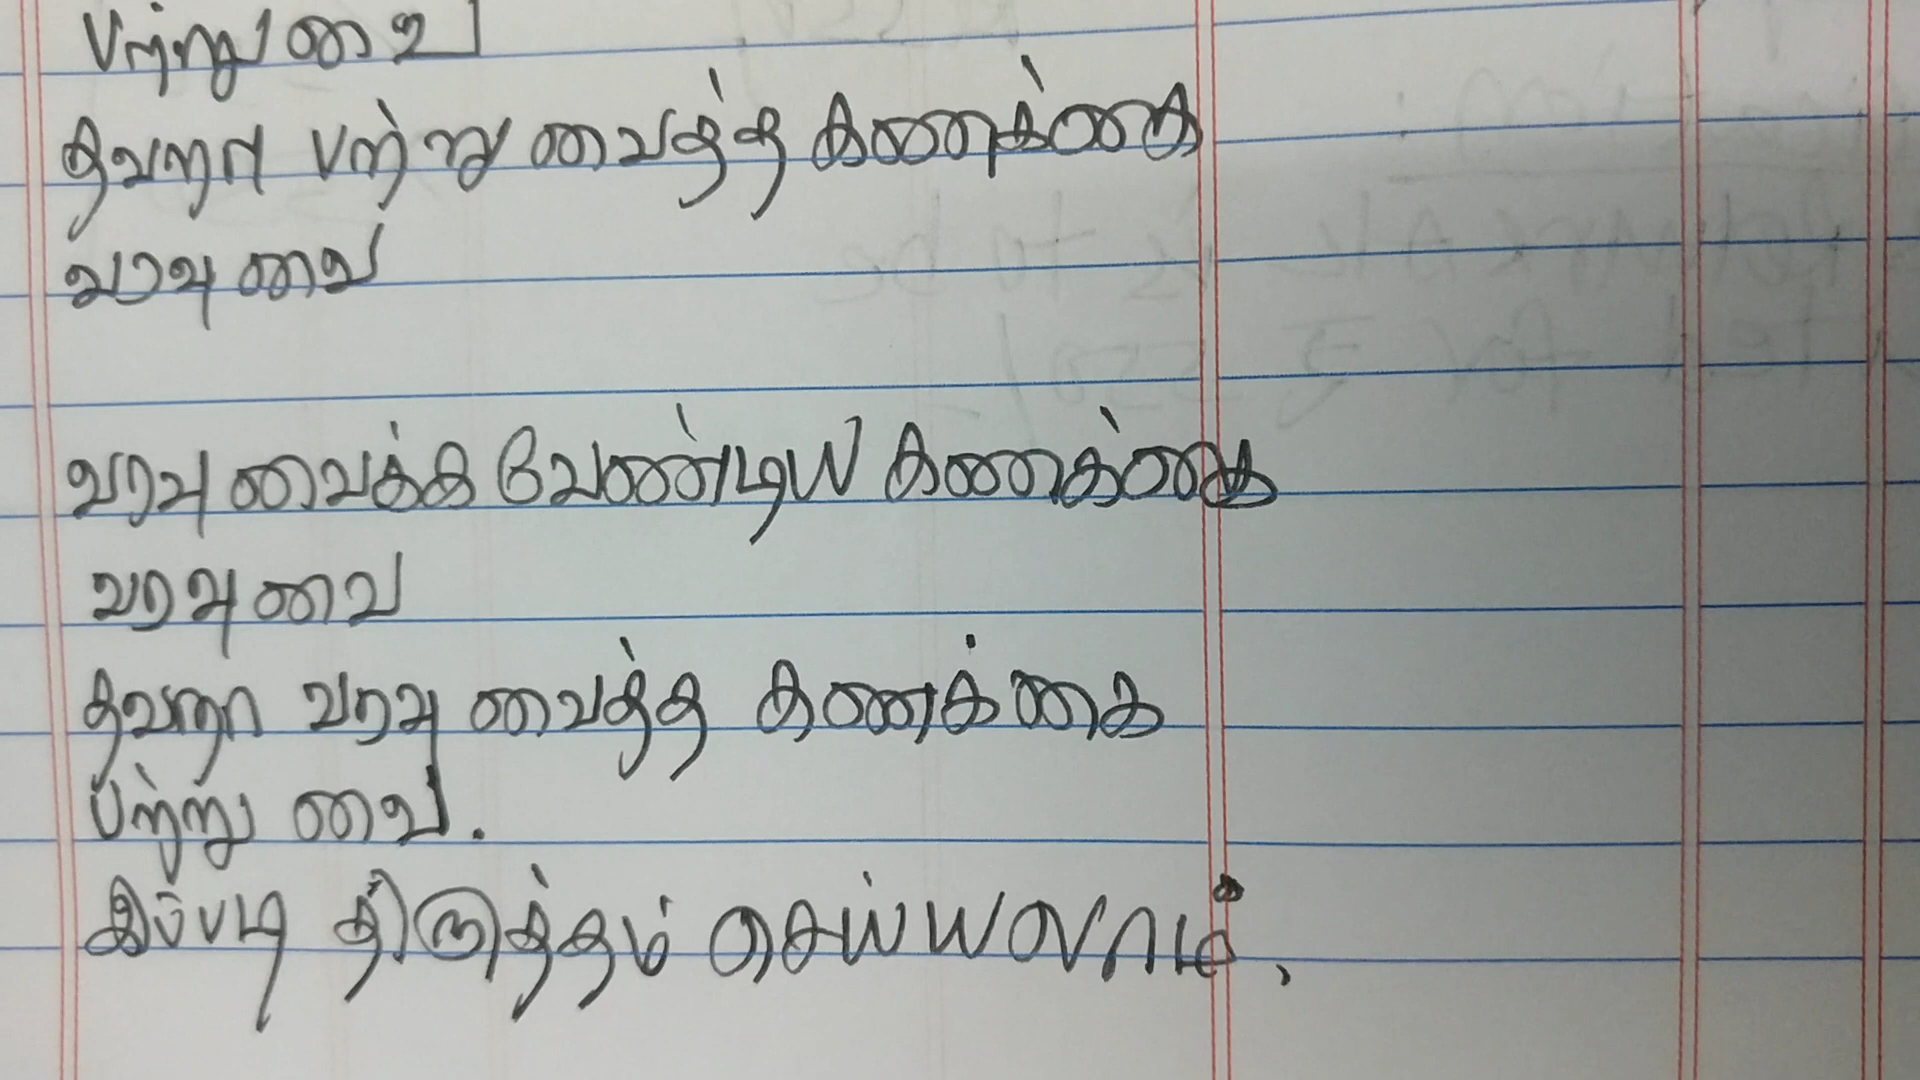 பற்று வை
தவறா பற்று வைத்த கணக்கை
வரவு வை
வரவு வைக்க வேண்டிய கணக்கை
வரவு வை
தவறா வரவு வைத்த கணக்கை
பற்று வை.
இப்படி திருத்தம் செய்யலாம்,